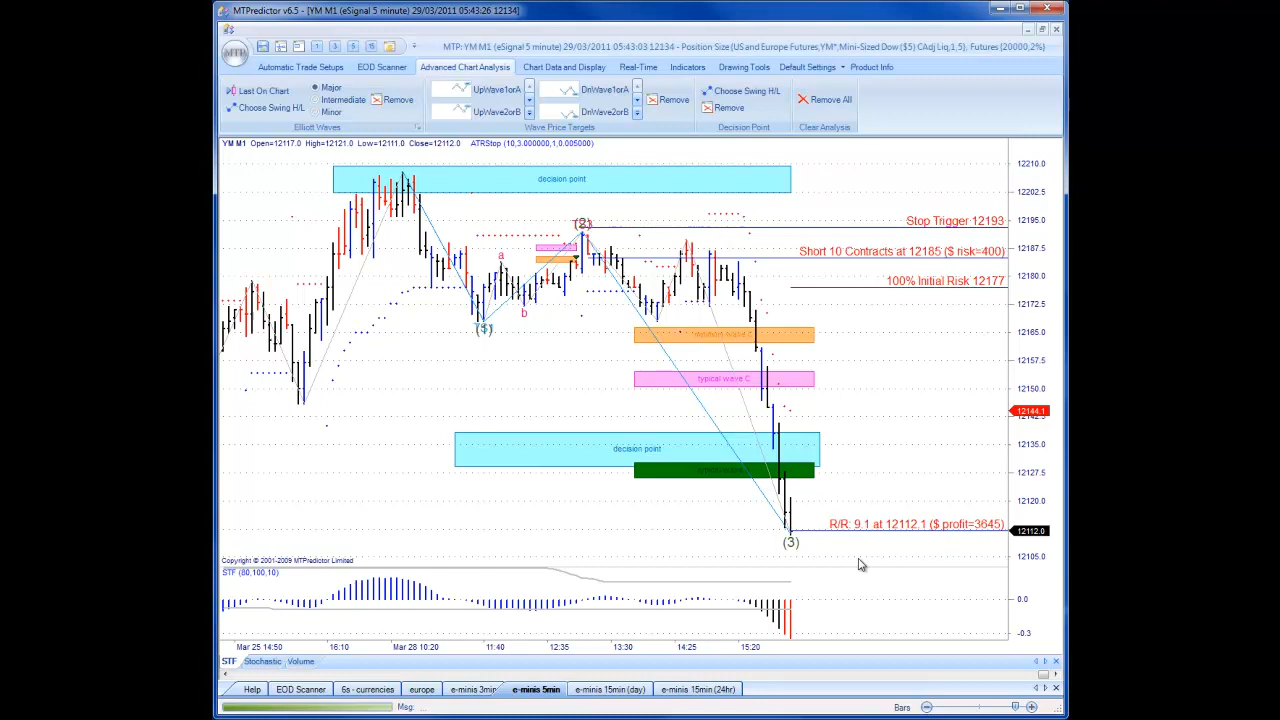 MTPredictor v6.5 - [YM M1 (eSignal 5 minute) 29/03/2011 05:43:26 12134]
MTP
1 3 5 15
MTP: YM M1 (eSignal 5 minute) 29/03/2011 05:43:03 12134 - Position Size (US and Europe Futures,YM*,Mini-Sized Dow ($5) CAdj Liq,1,5), Futures (20000,2%)
Automatic Trade Setups EOD Scanner Advanced Chart Analysis Chart Data and Display Real-Time Indicators Drawing Tools Default Settings Product Info
Last On Chart Major UpWave1orA DnWave1orA Choose Swing H/L
Choose Swing H/L Intermediate Remove Remove Remove Remove All
Minor UpWave2orB DnWave2orB
Elliott Waves Wave Price Targets Decision Point Clear Analysis
YM M1 Open=12117.0 High=12121.0 Low=12111.0 Close=12112.0 ATRStop (10,3.000000,1,0.005000)
12210.0
decision point
12202.5
12195.0
Stop Trigger 12193
12187.5
Short 10 Contracts at 12185 ($ risk=400)
a
12180.0
100% Initial Risk 12177
12172.5
b
12165.0
12157.5
typical wave C
12150.0
12144.1
12142.5
12135.0
decision point
12127.5
12120.0
R/R: 9.1 at 12112.1 ($ profit=3645)
12112.0
(3)
12105.0
Copyright © 2001-2009 MTPredictor Limited
STF (80,100,10)
0.0
-0.3
Mar 25 14:50 16:10 Mar 28 10:20 11:40 12:35 13:30 14:25 15:20
STF Stochastic Volume
Help EOD Scanner 6s - currencies europe e-minis 3min e-minis 5min e-minis 15min (day) e-minis 15min (24hr)
Msg: ... Bars